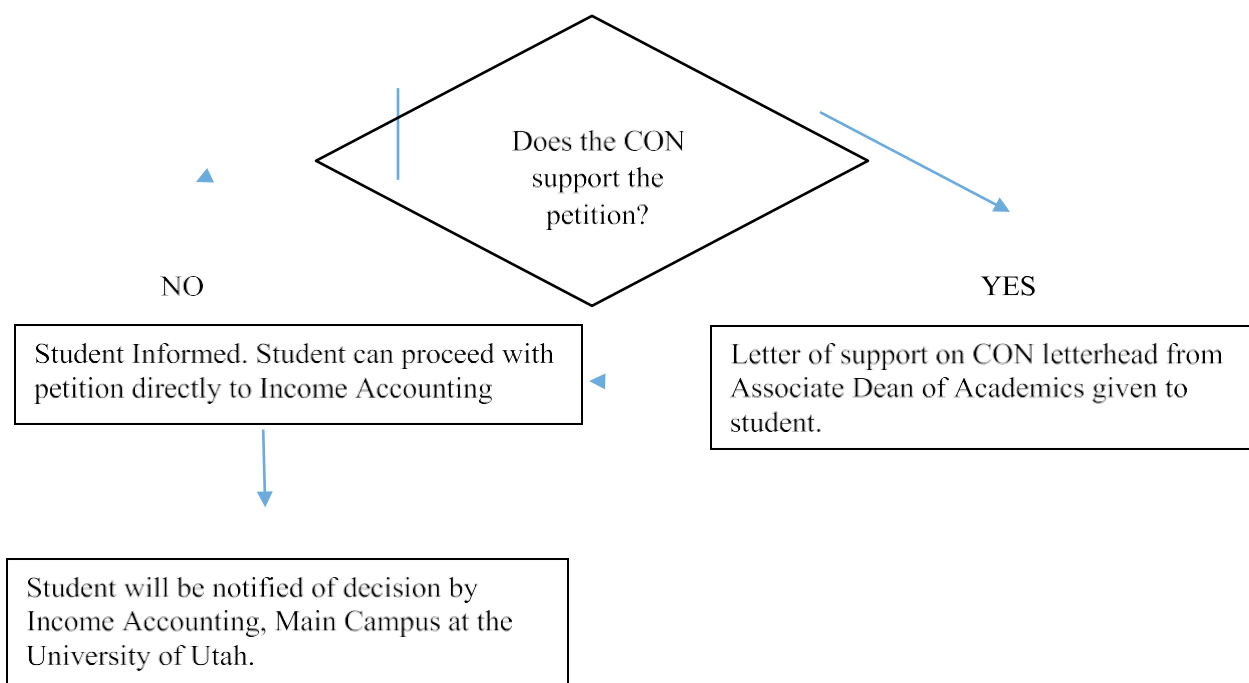 Does the CON
support the
petition?
NO
YES
Student Informed. Student can proceed with
petition directly to Income Accounting
Letter of support on CON letterhead from
Associate Dean of Academics given to
student.
Student will be notified of decision by
Income Accounting, Main Campus at the
University of Utah.